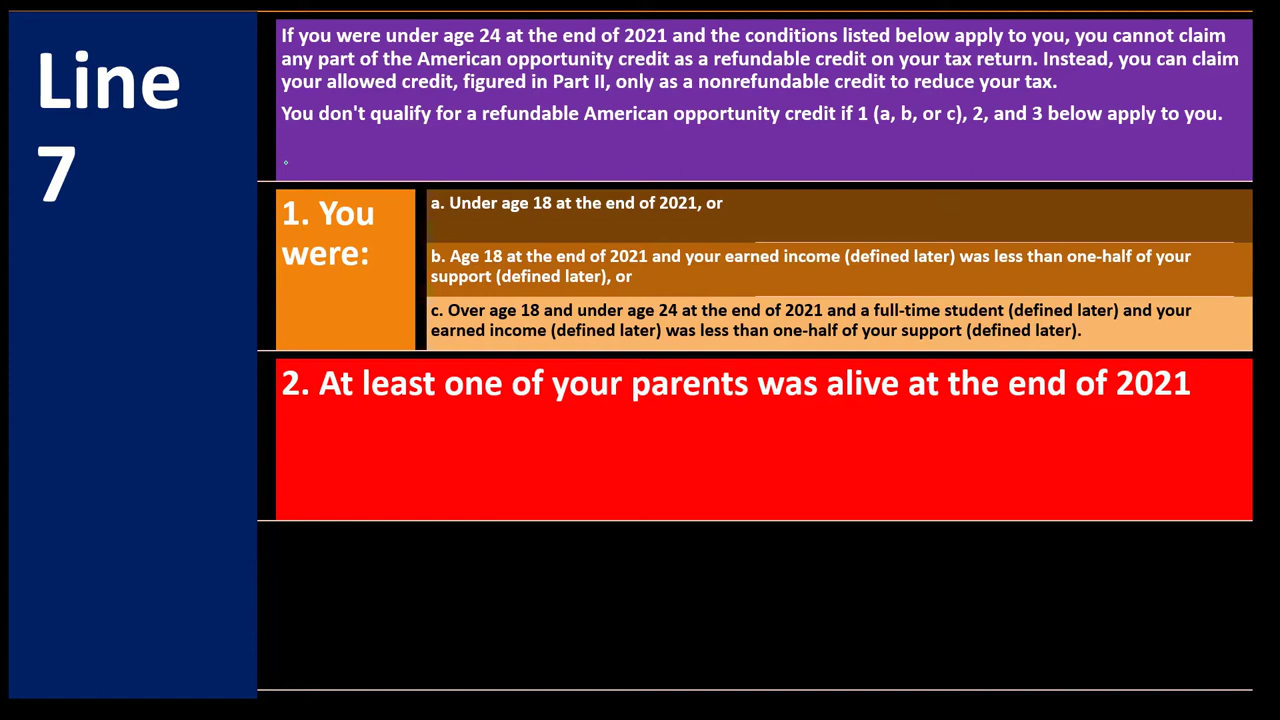 Line
7
If you were under age 24 at the end of 2021 and the conditions listed below apply to you, you cannot claim
any part of the American opportunity credit as a refundable credit on your tax return. Instead, you can claim
your allowed credit, figured in Part II, only as a nonrefundable credit to reduce your tax.
You don't qualify for a refundable American opportunity credit if 1 (a, b, or c), 2, and 3 below apply to you.
1. You
were:
a. Under age 18 at the end of 2021, or
b. Age 18 at the end of 2021 and your earned income (defined later) was less than one-half of your
support (defined later), or
c. Over age 18 and under age 24 at the end of 2021 and a full-time student (defined later) and your
earned income (defined later) was less than one-half of your support (defined later).
2. At least one of your parents was alive at the end of 2021